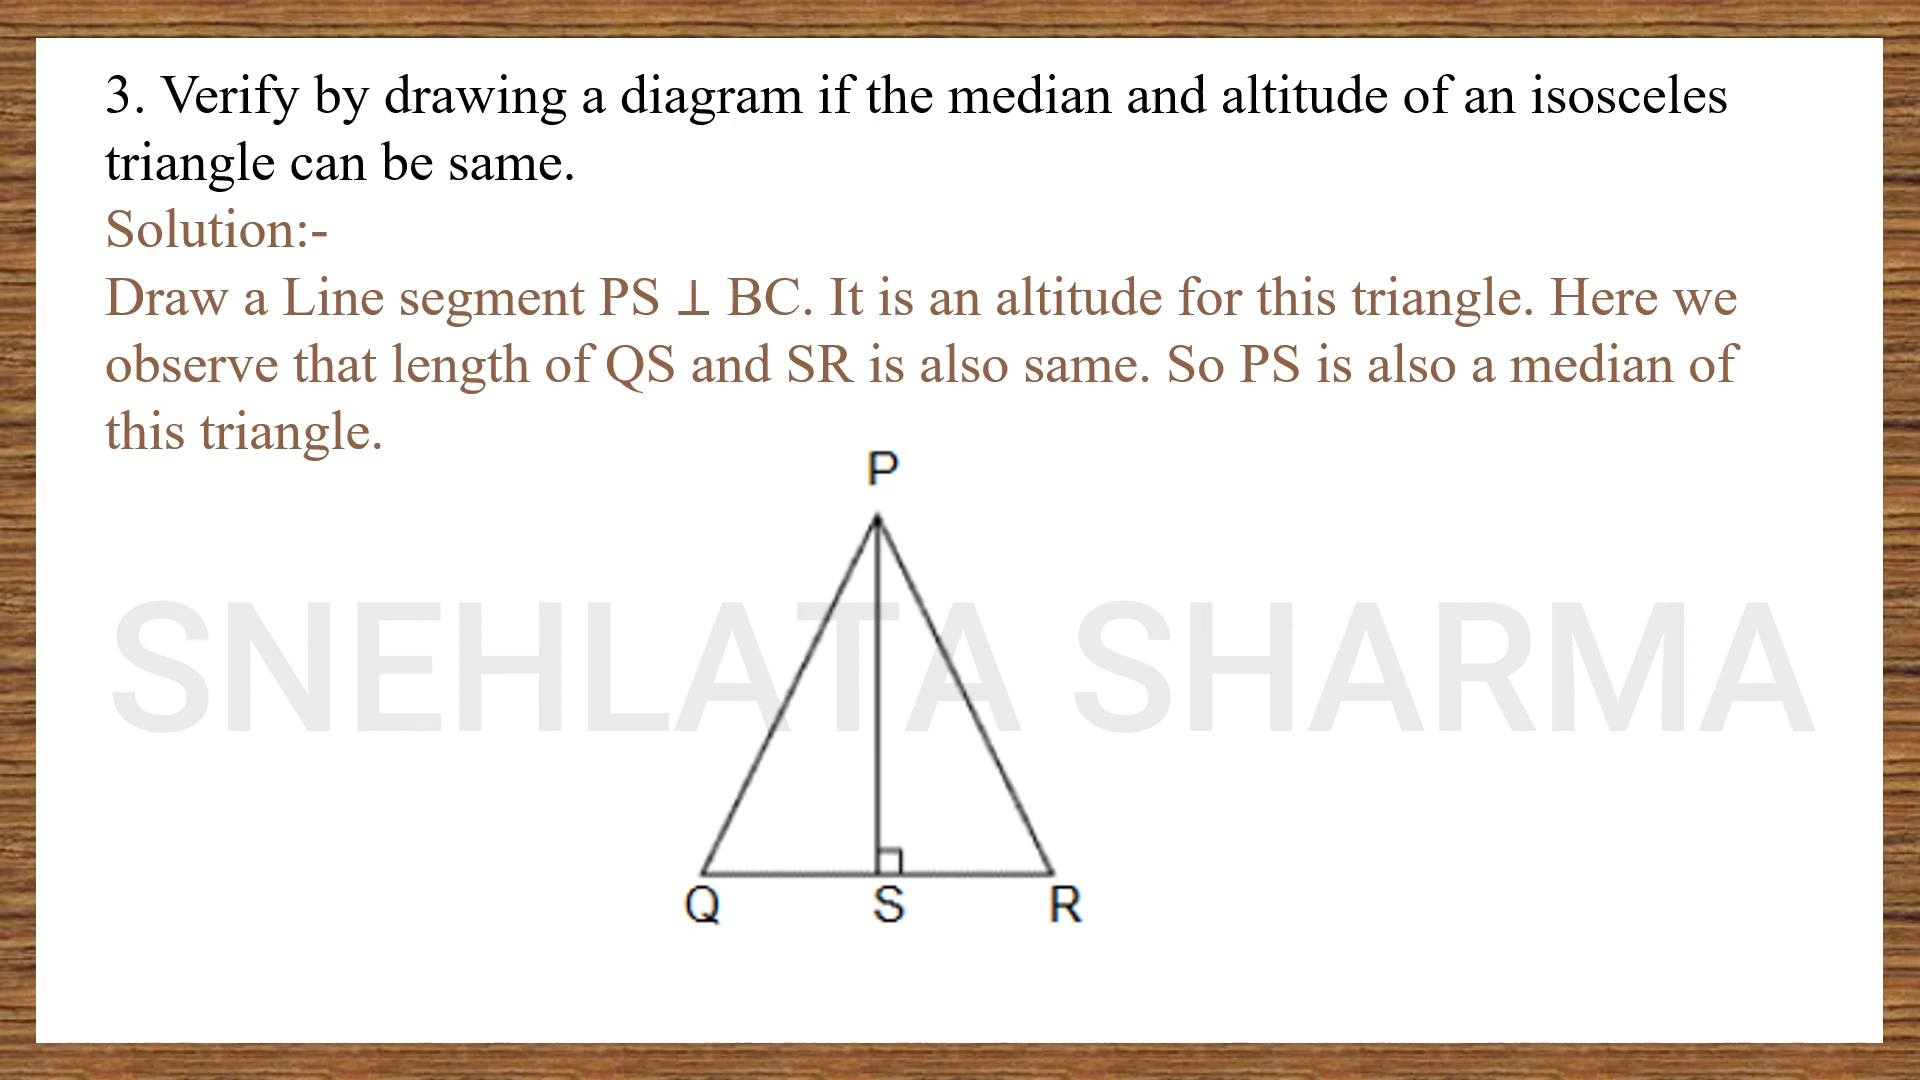 3. Verify by drawing a diagram if the median and altitude of an isosceles
triangle can be same.
Solution:-
Draw a Line segment PS ⊥ BC. It is an altitude for this triangle. Here we
observe that length of QS and SR is also same. So PS is also a median of
this triangle.
P
SNEHLATA SHARMA
Q S R